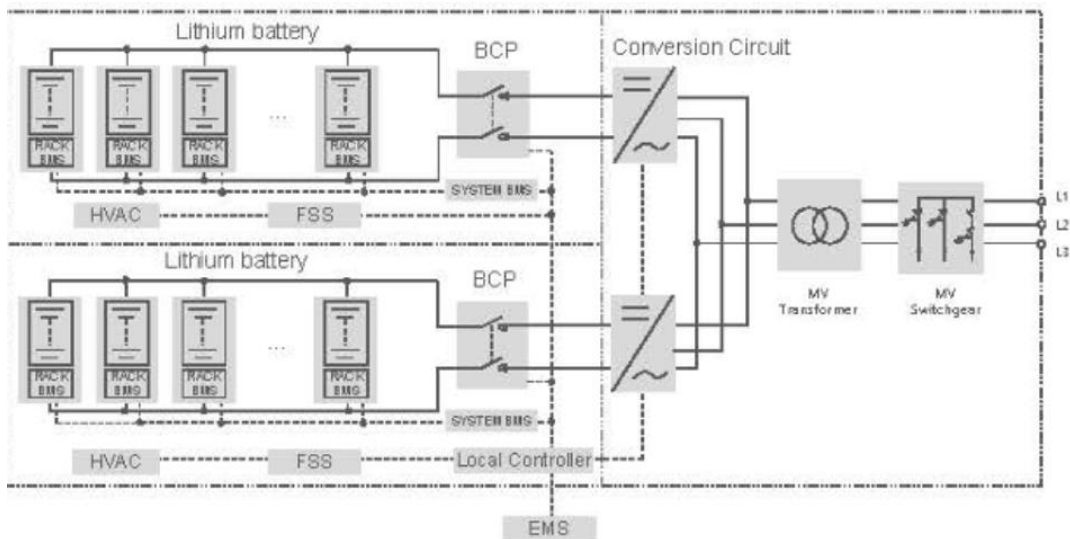 Lithium battery
BCP
Conversion Circuit
...
RACK BMS
RACK BMS
RACK BMS
RACK BMS
SYSTEM BMS
HVAC
FSS
L1
L2
L3
Lithium battery
BCP
MV
Transformer
MV
Switchgear
...
RACK BMS
RACK BMS
RACK BMS
RACK BMS
SYSTEM BMS
HVAC
FSS
Local Controller
EMS